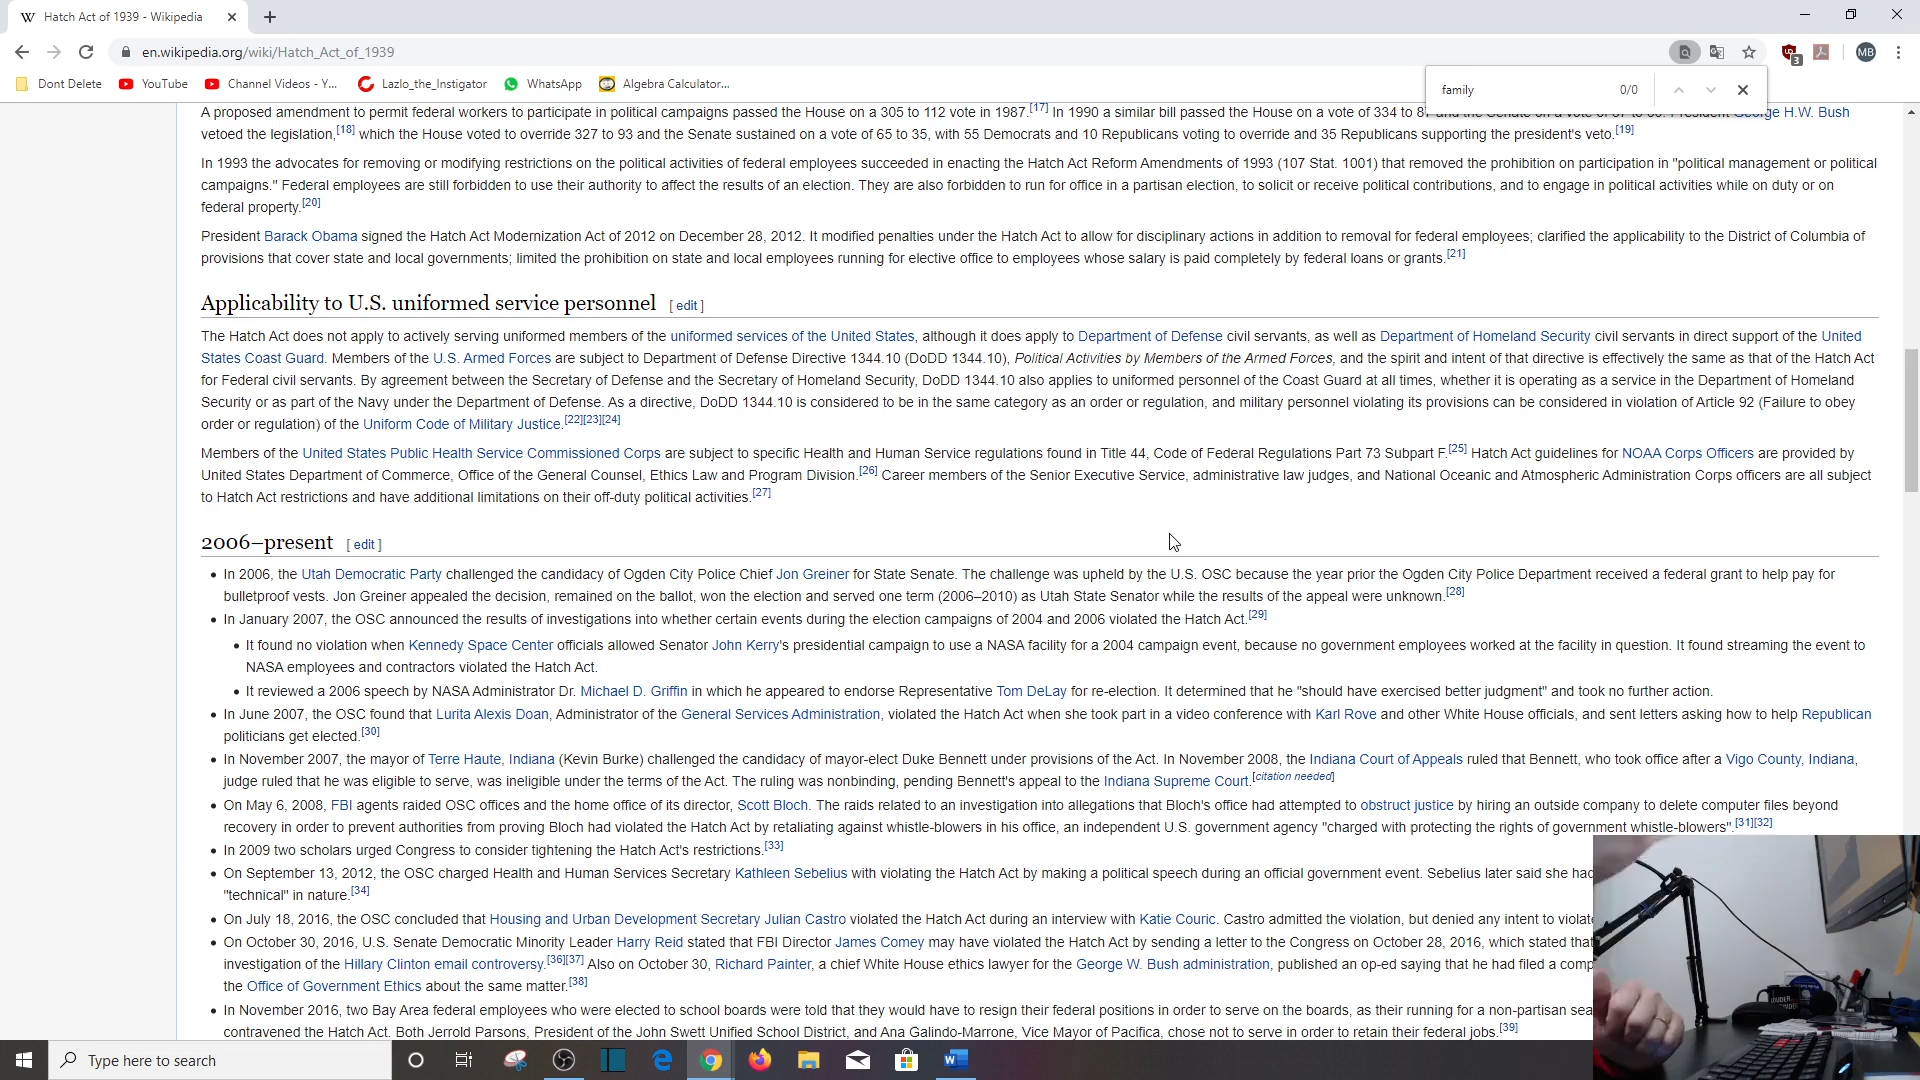 Hatch Act of 1939 - Wikipedia
en.wikipedia.org/wiki/Hatch_Act_of_1939
3
MB
Dont Delete YouTube Channel Videos - Y... Lazlo_the_Instigator WhatsApp Algebra Calculator...
family 0/0
A proposed amendment to permit federal workers to participate in political campaigns passed the House on a 305 to 112 vote in 1987.[17] In 1990 a similar bill passed the House on a vote of 334 to 87 H.W. Bush
vetoed the legislation,[18] which the House voted to override 327 to 93 and the Senate sustained on a vote of 65 to 35, with 55 Democrats and 10 Republicans voting to override and 35 Republicans supporting the president's veto.[19]
In 1993 the advocates for removing or modifying restrictions on the political activities of federal employees succeeded in enacting the Hatch Act Reform Amendments of 1993 (107 Stat. 1001) that removed the prohibition on participation in "political management or political
campaigns." Federal employees are still forbidden to use their authority to affect the results of an election. They are also forbidden to run for office in a partisan election, to solicit or receive political contributions, and to engage in political activities while on duty or on
federal property.[20]
President Barack Obama signed the Hatch Act Modernization Act of 2012 on December 28, 2012. It modified penalties under the Hatch Act to allow for disciplinary actions in addition to removal for federal employees; clarified the applicability to the District of Columbia of
provisions that cover state and local governments; limited the prohibition on state and local employees running for elective office to employees whose salary is paid completely by federal loans or grants.[21]
Applicability to U.S. uniformed service personnel [ edit ]
The Hatch Act does not apply to actively serving uniformed members of the uniformed services of the United States, although it does apply to Department of Defense civil servants, as well as Department of Homeland Security civil servants in direct support of the United
States Coast Guard. Members of the U.S. Armed Forces are subject to Department of Defense Directive 1344.10 (DoDD 1344.10), Political Activities by Members of the Armed Forces, and the spirit and intent of that directive is effectively the same as that of the Hatch Act
for Federal civil servants. By agreement between the Secretary of Defense and the Secretary of Homeland Security, DoDD 1344.10 also applies to uniformed personnel of the Coast Guard at all times, whether it is operating as a service in the Department of Homeland
Security or as part of the Navy under the Department of Defense. As a directive, DoDD 1344.10 is considered to be in the same category as an order or regulation, and military personnel violating its provisions can be considered in violation of Article 92 (Failure to obey
order or regulation) of the Uniform Code of Military Justice.[22][23][24]
Members of the United States Public Health Service Commissioned Corps are subject to specific Health and Human Service regulations found in Title 44, Code of Federal Regulations Part 73 Subpart F.[25] Hatch Act guidelines for NOAA Corps Officers are provided by
United States Department of Commerce, Office of the General Counsel, Ethics Law and Program Division.[26] Career members of the Senior Executive Service, administrative law judges, and National Oceanic and Atmospheric Administration Corps officers are all subject
to Hatch Act restrictions and have additional limitations on their off-duty political activities.[27]
2006–present [ edit ]
• In 2006, the Utah Democratic Party challenged the candidacy of Ogden City Police Chief Jon Greiner for State Senate. The challenge was upheld by the U.S. OSC because the year prior the Ogden City Police Department received a federal grant to help pay for
bulletproof vests. Jon Greiner appealed the decision, remained on the ballot, won the election and served one term (2006–2010) as Utah State Senator while the results of the appeal were unknown.[28]
• In January 2007, the OSC announced the results of investigations into whether certain events during the election campaigns of 2004 and 2006 violated the Hatch Act.[29]
• It found no violation when Kennedy Space Center officials allowed Senator John Kerry's presidential campaign to use a NASA facility for a 2004 campaign event, because no government employees worked at the facility in question. It found streaming the event to
NASA employees and contractors violated the Hatch Act.
• It reviewed a 2006 speech by NASA Administrator Dr. Michael D. Griffin in which he appeared to endorse Representative Tom DeLay for re-election. It determined that he "should have exercised better judgment" and took no further action.
• In June 2007, the OSC found that Lurita Alexis Doan, Administrator of the General Services Administration, violated the Hatch Act when she took part in a video conference with Karl Rove and other White House officials, and sent letters asking how to help Republican
politicians get elected.[30]
• In November 2007, the mayor of Terre Haute, Indiana (Kevin Burke) challenged the candidacy of mayor-elect Duke Bennett under provisions of the Act. In November 2008, the Indiana Court of Appeals ruled that Bennett, who took office after a Vigo County, Indiana,
judge ruled that he was eligible to serve, was ineligible under the terms of the Act. The ruling was nonbinding, pending Bennett's appeal to the Indiana Supreme Court.[citation needed]
• On May 6, 2008, FBI agents raided OSC offices and the home office of its director, Scott Bloch. The raids related to an investigation into allegations that Bloch's office had attempted to obstruct justice by hiring an outside company to delete computer files beyond
recovery in order to prevent authorities from proving Bloch had violated the Hatch Act by retaliating against whistle-blowers in his office, an independent U.S. government agency "charged with protecting the rights of government whistle-blowers".[31][32]
• In 2009 two scholars urged Congress to consider tightening the Hatch Act's restrictions.[33]
• On September 13, 2012, the OSC charged Health and Human Services Secretary Kathleen Sebelius with violating the Hatch Act by making a political speech during an official government event. Sebelius later said she had
"technical" in nature.[34]
• On July 18, 2016, the OSC concluded that Housing and Urban Development Secretary Julian Castro violated the Hatch Act during an interview with Katie Couric. Castro admitted the violation, but denied any intent to violat
• On October 30, 2016, U.S. Senate Democratic Minority Leader Harry Reid stated that FBI Director James Comey may have violated the Hatch Act by sending a letter to the Congress on October 28, 2016, which stated that
investigation of the Hillary Clinton email controversy.[36][37] Also on October 30, Richard Painter, a chief White House ethics lawyer for the George W. Bush administration, published an op-ed saying that he had filed a comp
the Office of Government Ethics about the same matter.[38]
• In November 2016, two Bay Area federal employees who were elected to school boards were told that they would have to resign their federal positions in order to serve on the boards, as their running for a non-partisan sea
contravened the Hatch Act. Both Jerrold Parsons, President of the John Swett Unified School District, and Ana Galindo-Marrone, Vice Mayor of Pacifica, chose not to serve in order to retain their federal jobs.[39]
Type here to search